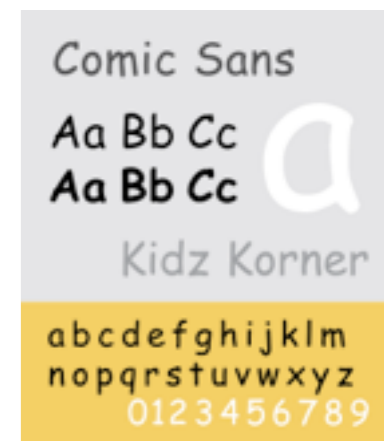 Comic Sans
Aa Bb Cc
Aa Bb Cc
a
Kidz Korner
abcdefghijklm
nopqrstuvwxyz
0123456789